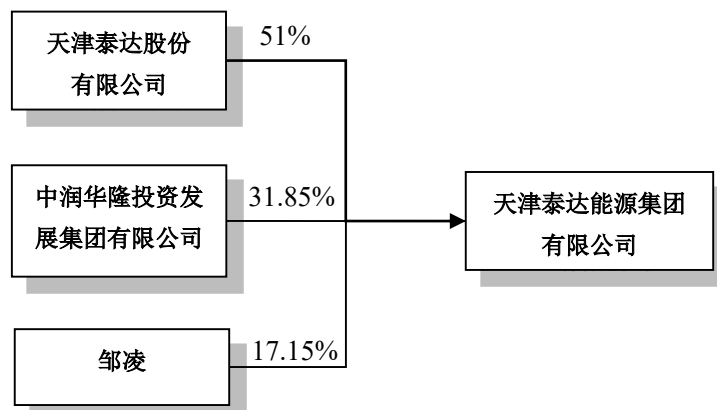 天津泰达股份
有限公司
51%
中润华隆投资发
展集团有限公司
31.85%
天津泰达能源集团
有限公司
邹凌
17.15%